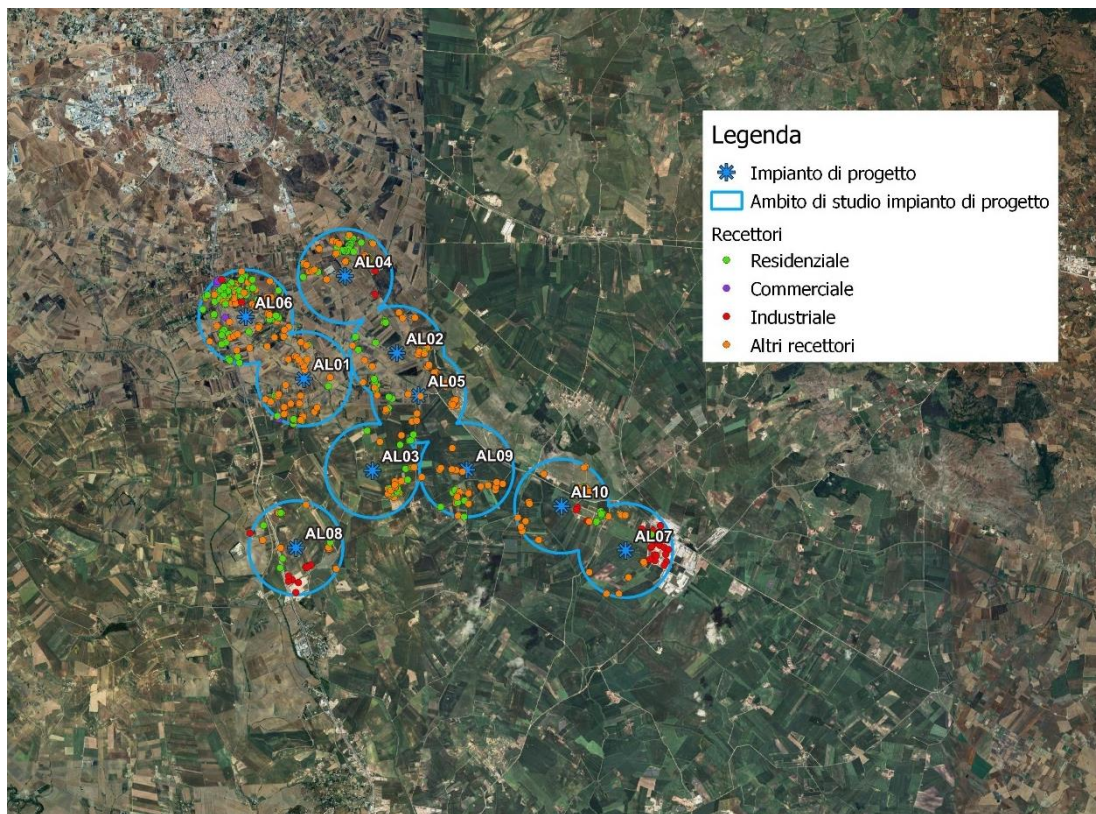 Legenda
Impianto di progetto
Ambito di studio impianto di progetto
Recettori
Residenziale
Commerciale
Industriale
Altri recettori
AL04
AL06
AL02
AL01
AL05
AL03
AL09
AL10
AL08
AL07